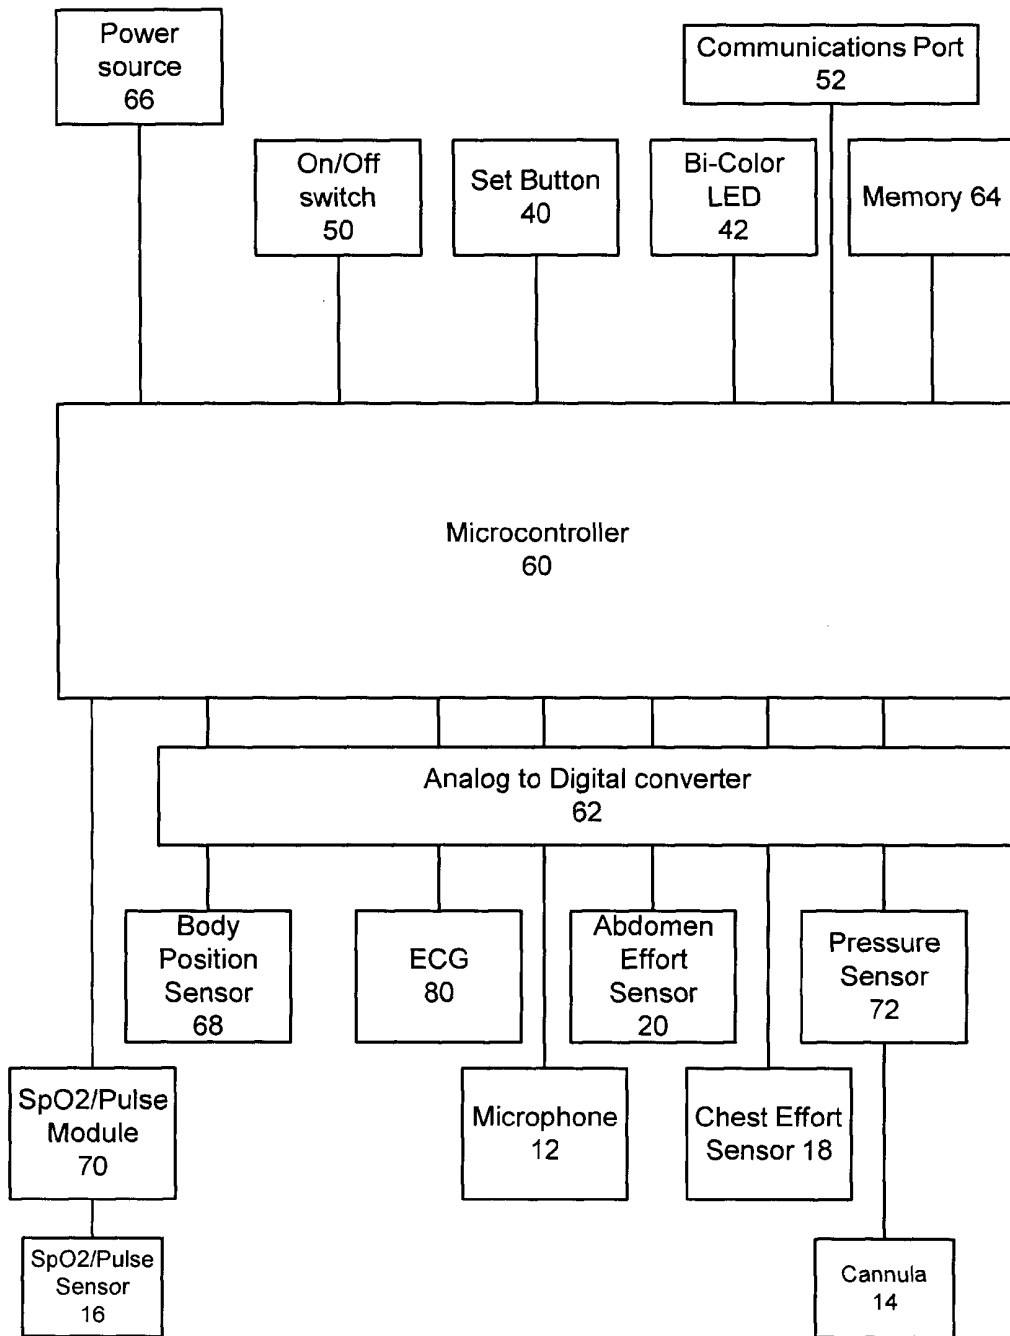 Power
source
66
Communications Port
52
On/Off
switch
50
Set Button
40
Bi-Color
LED
42
Memory 64
Microcontroller
60
Analog to Digital converter
62
Body
Position
Sensor
68
ECG
80
Abdomen
Effort
Sensor
20
Pressure
Sensor
72
SpO2/Pulse
Module
70
Microphone
12
Chest Effort
Sensor 18
SpO2/Pulse
Sensor
16
Cannula
14